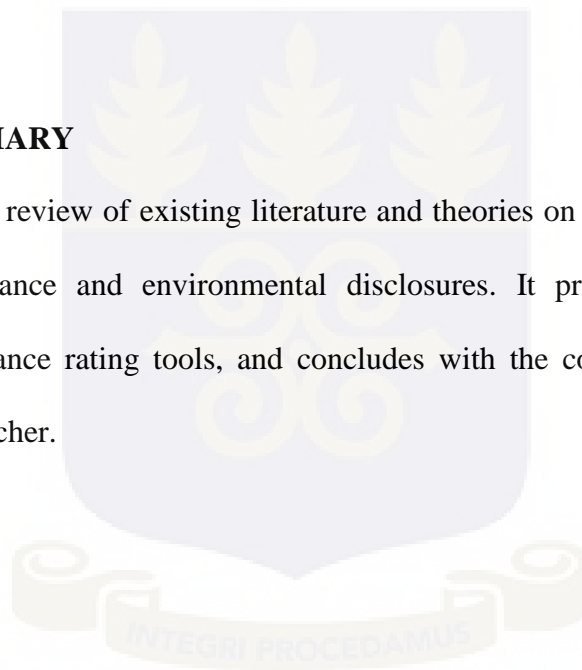 MARY
review of existing literature and theories on
ance and environmental disclosures. It pr
ance rating tools, and concludes with the co
cher.
INTEGRI PROCEDAMUS